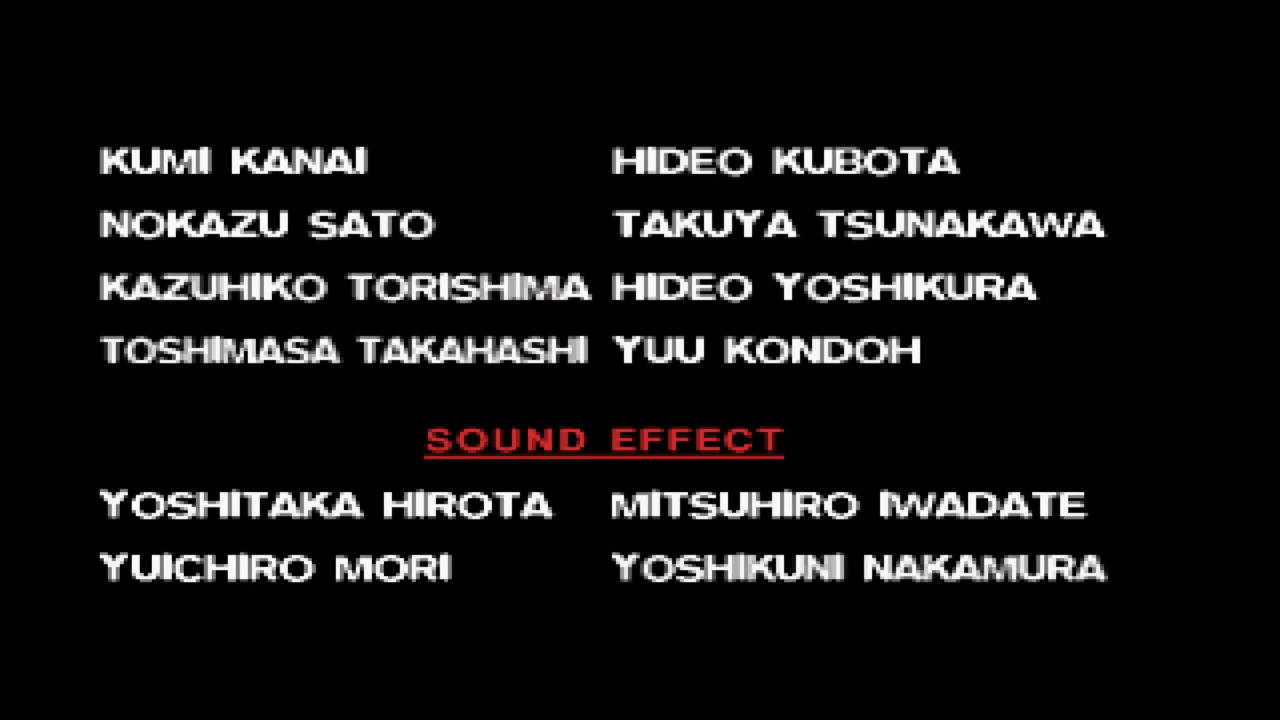 KUMI KANAI HIDEO KUBOTA
NOKAZU SATO TAKUYA TSUNAKAWA
KAZUHIKO TORISHIMA HIDEO YOSHIKURA
TOSHIMASA TAKAHASHI YUU KONDOH
SOUND EFFECT
YOSHITAKA HIROTA MITSUHIRO IWADATE
YUICHIRO MORI YOSHIKUNI NAKAMURA